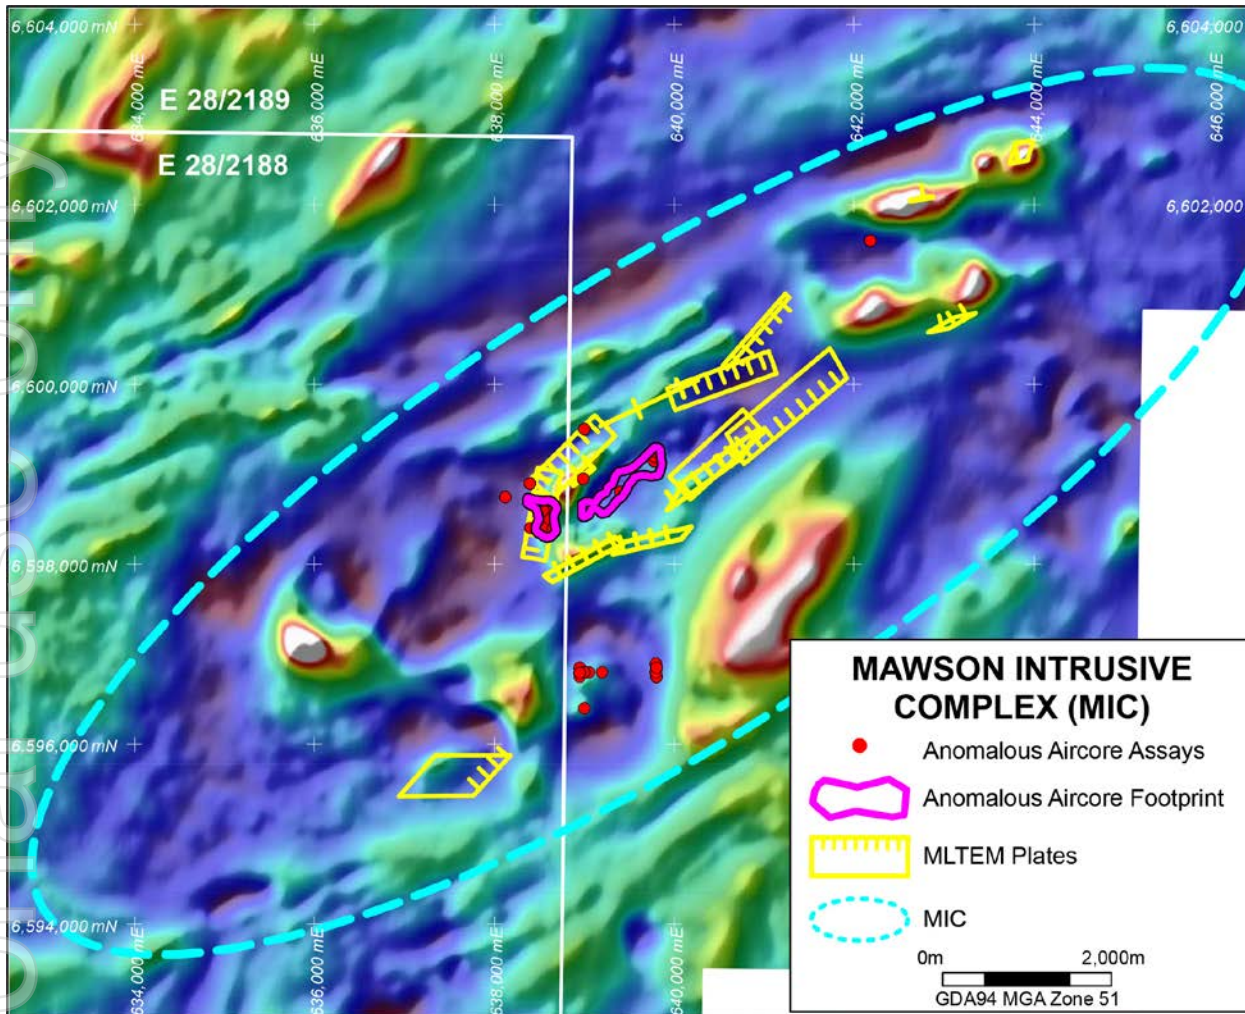 6,604,000 mN
6,604,000
634,000 mE
636,000 mE
638,000 mE
640,000 mE
642,000 mE
644,000 mE
646,000 mE
E 28/2189
E 28/2188
6,602,000 mN
6,602,000
6,600,000 mN
6,598,000 mN
6,596,000 mN
6,594,000 mN
634,000 mE
636,000 mE
638,000 mE
640,000 mE
MAWSON INTRUSIVE
COMPLEX (MIC)
Anomalous Aircore Assays
Anomalous Aircore Footprint
MLTEM Plates
MIC
0m 2,000m
GDA94 MGA Zone 51